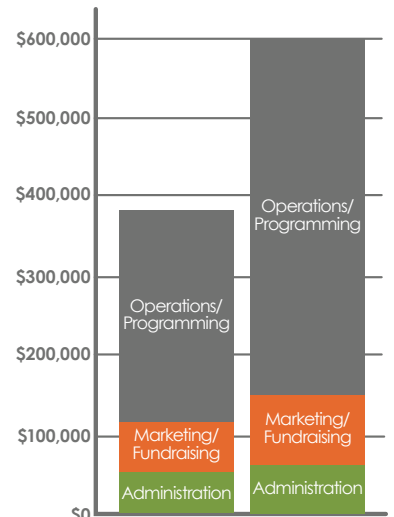 $600,000
$500,000
$400,000
$300,000
$200,000
$100,000
$0
Operations/
Programming
Marketing/
Fundraising
Administration
Operations/
Programming
Marketing/
Fundraising
Administration